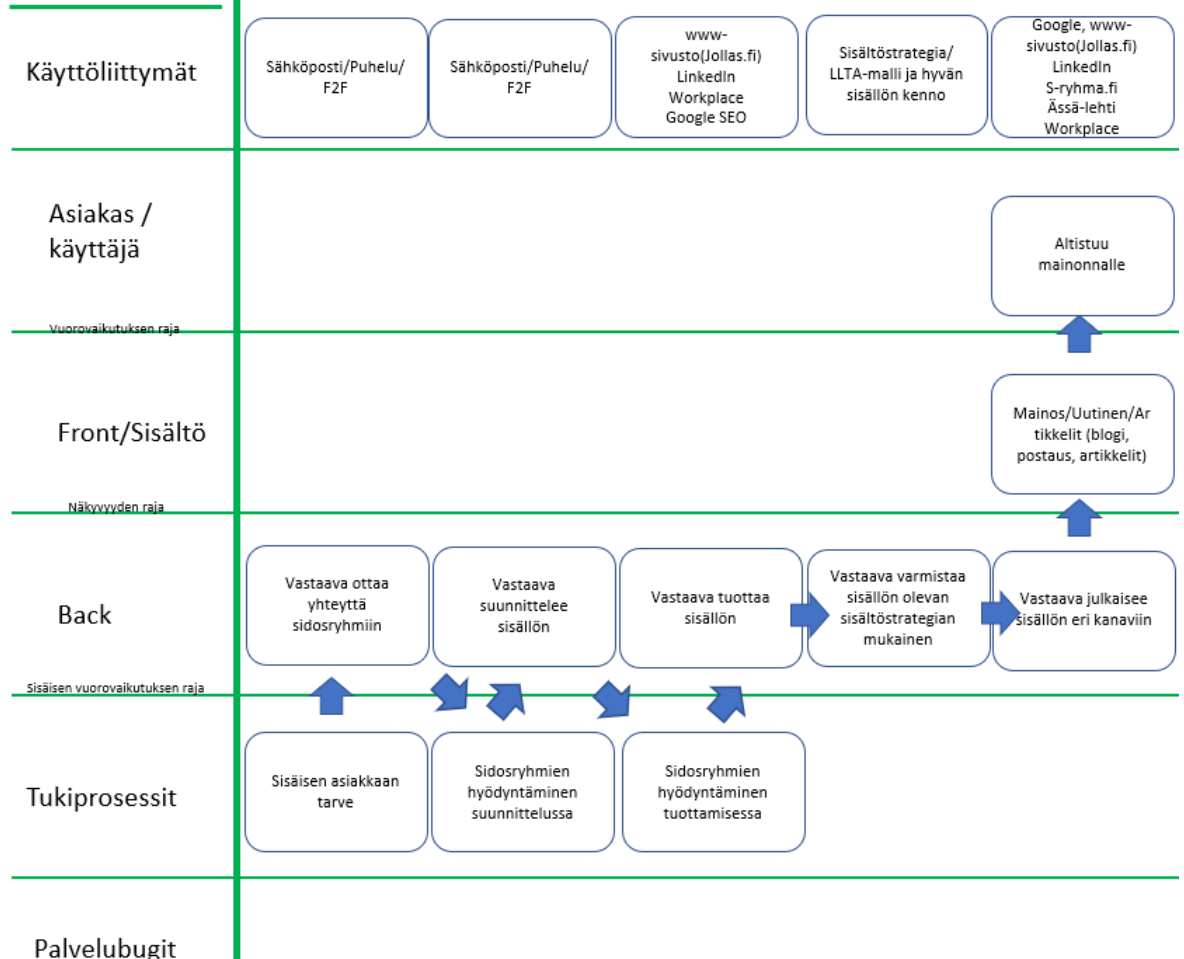 Käyttöliittymät
Sähköposti/Puhelu/
F2F
Sähköposti/Puhelu/
F2F
www-
sivusto(Jollas.fi)
LinkedIn
Workplace
Google SEO
Sisältöstrategia/
LLTA-malli ja hyvän
sisällön kenno
Google, www-
sivusto(Jollas.fi)
LinkedIn
S-ryhma.fi
Ässä-lehti
Workplace
Asiakas /
käyttäjä
Altistuu
mainonnalle
Vuorovaikutuksen raja
Front/Sisältö
Mainos/Uutinen/Ar
tikkelit (blogi,
postaus, artikkelit)
Näkyvyyden raja
Back
Vastaava ottaa
yhteyttä
sidosryhmiin
Vastaava
suunnittelee
sisällön
Vastaava tuottaa
sisällön
Vastaava varmistaa
sisällön olevan
sisältöstrategian
mukainen
Vastaava julkaisee
sisällön eri kanaviin
Sisäisen vuorovaikutuksen raja
Tukiprosessit
Sisäisen asiakkaan
tarve
Sidosryhmien
hyödyntäminen
suunnittelussa
Sidosryhmien
hyödyntäminen
tuottamisessa
Palvelubugit